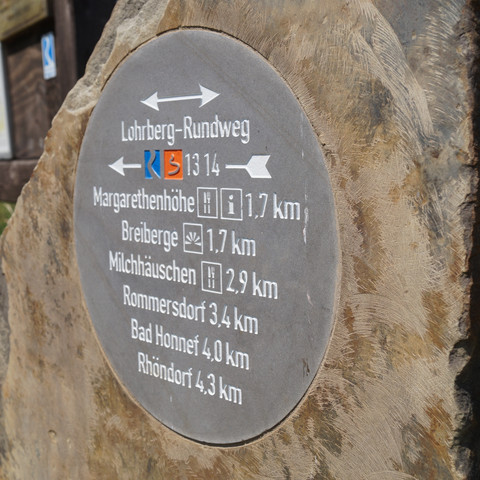 Lohrberg-Rundweg
13 14
Margarethenhöhe i 1,7 km
Breiberge 1,7 km
Milchhäuschen 2,9 km
Rommersdorf 3,4 km
Bad Honnef 4,0 km
Rhöndorf 4,3 km